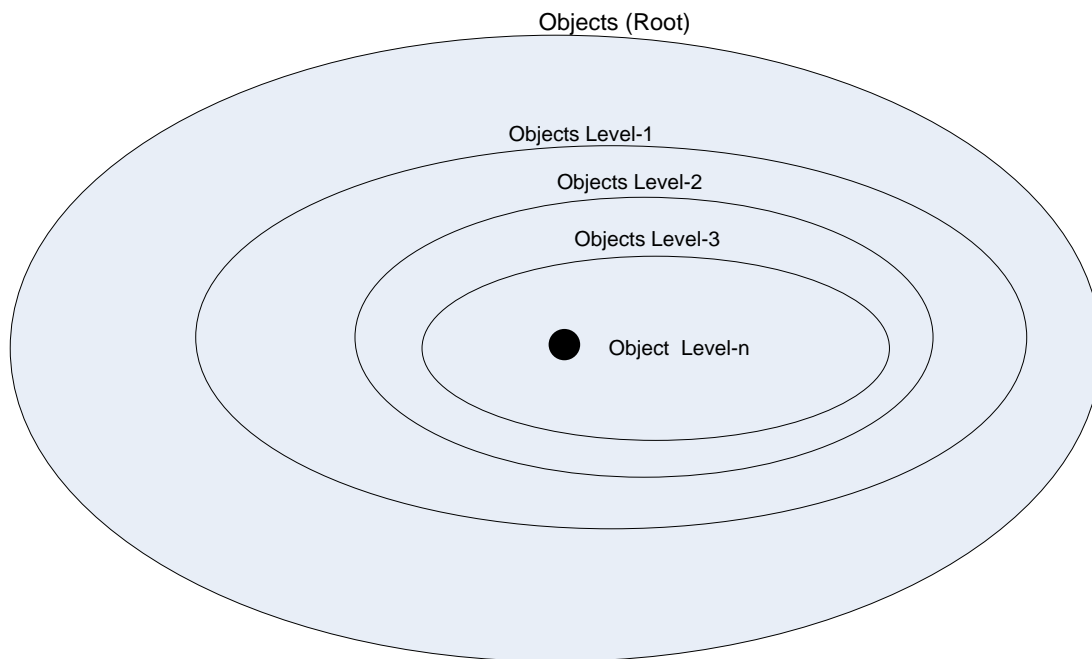 Objects (Root)
Objects Level-1
Objects Level-2
Objects Level-3
Object Level-n